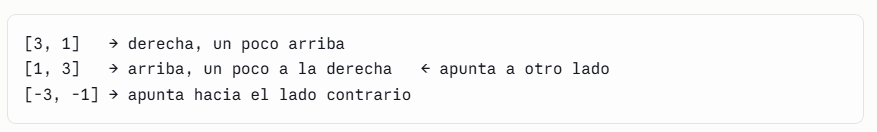 [3, 1]   → derecha, un poco arriba
[1, 3]   → arriba, un poco a la derecha   ← apunta a otro lado
[-3, -1] → apunta hacia el lado contrario